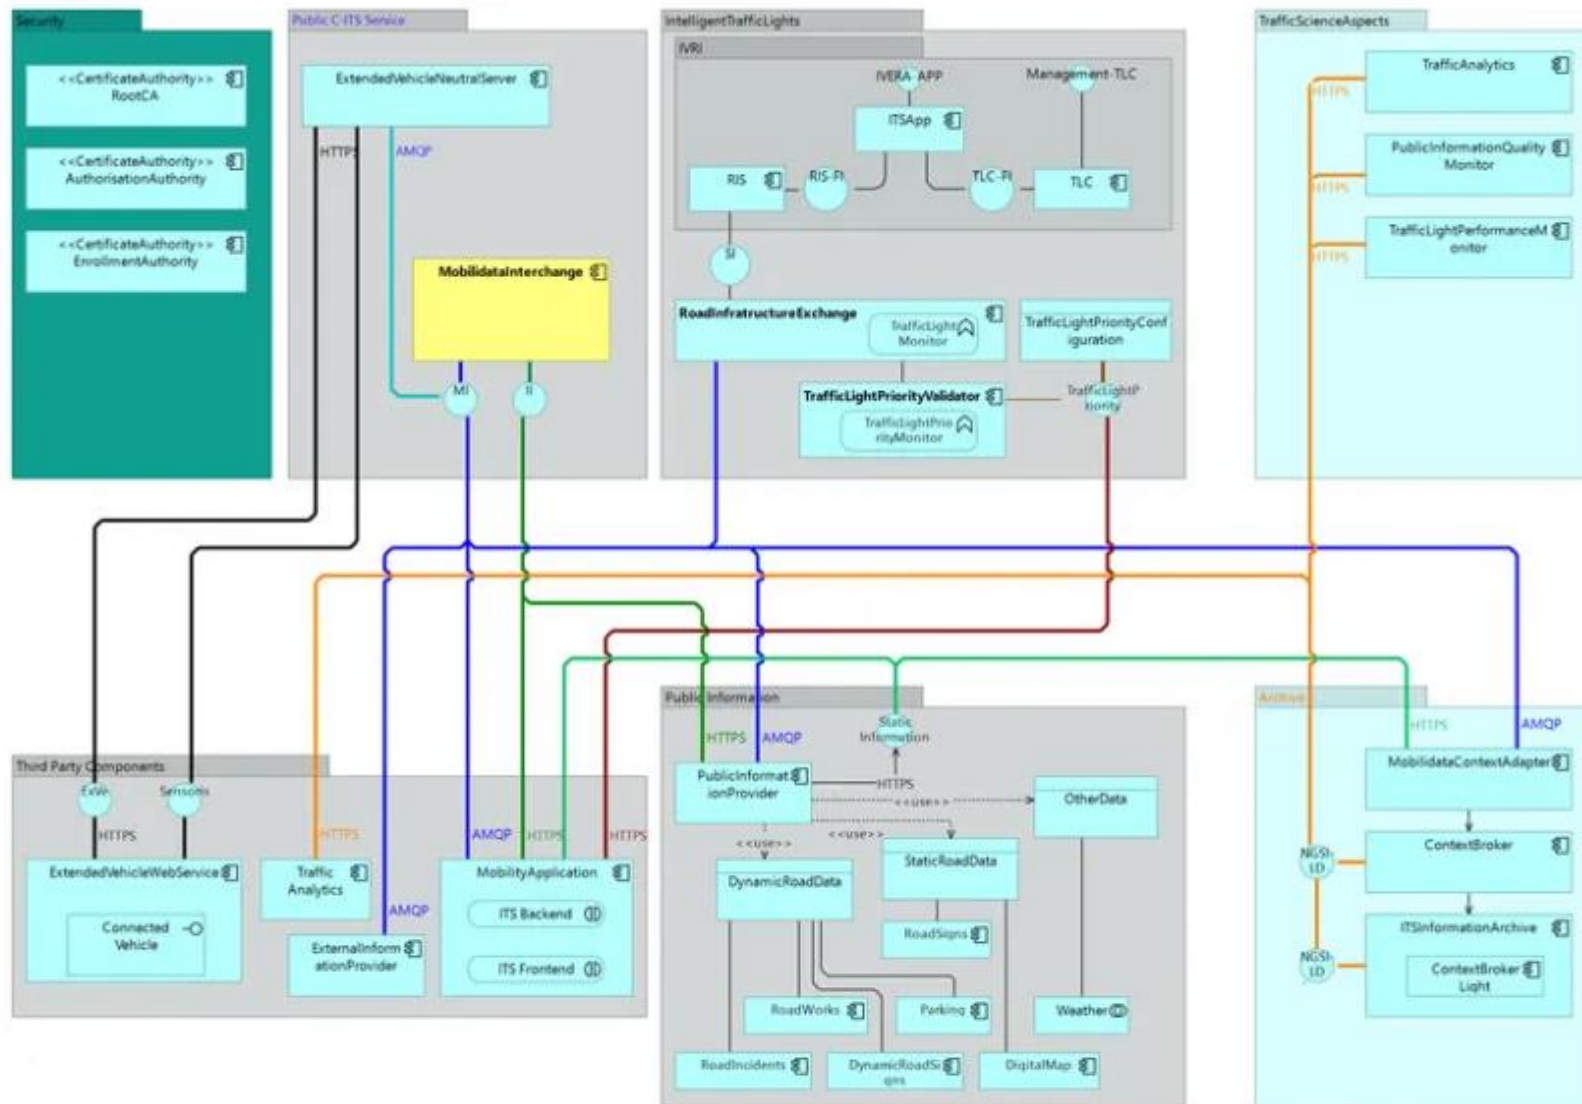 Security
<<CertificateAuthority>>
RootCA
<<CertificateAuthority>>
AuthorisationAuthority
<<CertificateAuthority>>
EnrollmentAuthority
Public C-ITS Service
ExtendedVehicleNeutralServer
HTTPS
AMQP
MobilidataInterchange
MI
II
IntelligentTrafficLights
iVRI
IVERA_APP
Management-TLC
ITSApp
RIS
RIS-FI
TLC-FI
TLC
SI
RoadInfratructureExchange
TrafficLight
Monitor
TrafficLightPriorityConf
iguration
TrafficLightPriorityValidator
TrafficLightPrio
rityMonitor
TrafficLightP
riority
TrafficScienceAspects
TrafficAnalytics
HTTPS
PublicInformationQuality
Monitor
HTTPS
TrafficLightPerformanceM
onitor
HTTPS
Third Party Components
ExVe
Sensoris
HTTPS
HTTPS
AMQP
HTTPS
HTTPS
ExtendedVehicleWebService
Connected
Vehicle
Traffic
Analytics
AMQP
ExternalInform
ationProvider
MobilityApplication
ITS Backend
ITS Frontend
Public Information
HTTPS
AMQP
Static
Information
PublicInformat
ionProvider
HTTPS
<<use>>
<<use>>
<<use>>
OtherData
StaticRoadData
DynamicRoadData
RoadSigns
RoadWorks
Parking
Weather
RoadIncidents
DynamicRoadSi
gns
DigitalMap
Archive
HTTPS
AMQP
MobilidataContextAdapter
NGSI-
LD
ContextBroker
ITSInformationArchive
NGSI-
LD
ContextBroker
Light